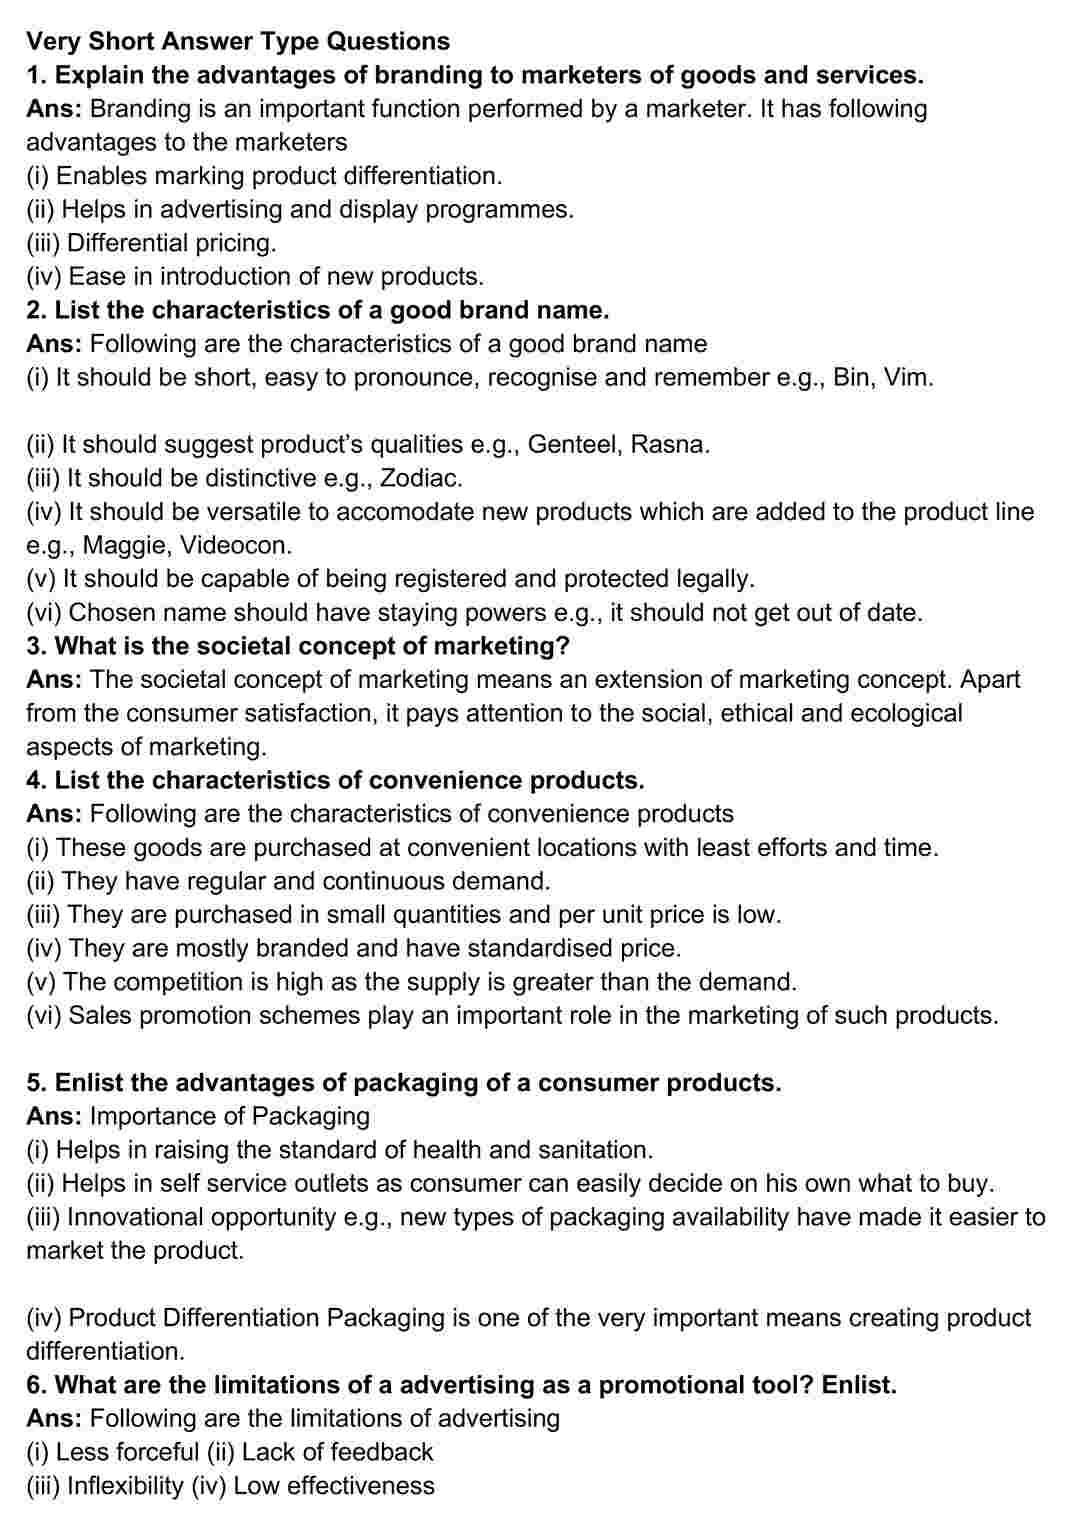 Very Short Answer Type Questions
1. Explain the advantages of branding to marketers of goods and services.
Ans: Branding is an important function performed by a marketer. It has following
advantages to the marketers
(i) Enables marking product differentiation.
(ii) Helps in advertising and display programmes.
(iii) Differential pricing.
(iv) Ease in introduction of new products.
2. List the characteristics of a good brand name.
Ans: Following are the characteristics of a good brand name
(i) It should be short, easy to pronounce, recognise and remember e.g., Bin, Vim.
(ii) It should suggest product's qualities e.g., Genteel, Rasna.
(iii) It should be distinctive e.g., Zodiac.
(iv) It should be versatile to accomodate new products which are added to the product line
e.g., Maggie, Videocon.
(v) It should be capable of being registered and protected legally.
(vi) Chosen name should have staying powers e.g., it should not get out of date.
3. What is the societal concept of marketing?
Ans: The societal concept of marketing means an extension of marketing concept. Apart
from the consumer satisfaction, it pays attention to the social, ethical and ecological
aspects of marketing.
4. List the characteristics of convenience products.
Ans: Following are the characteristics of convenience products
(i) These goods are purchased at convenient locations with least efforts and time.
(ii) They have regular and continuous demand.
(iii) They are purchased in small quantities and per unit price is low.
(iv) They are mostly branded and have standardised price.
(v) The competition is high as the supply is greater than the demand.
(vi) Sales promotion schemes play an important role in the marketing of such products.
5. Enlist the advantages of packaging of a consumer products.
Ans: Importance of Packaging
(i) Helps in raising the standard of health and sanitation.
(ii) Helps in self service outlets as consumer can easily decide on his own what to buy.
(iii) Innovational opportunity e.g., new types of packaging availability have made it easier to
market the product.
(iv) Product Differentiation Packaging is one of the very important means creating product
differentiation.
6. What are the limitations of a advertising as a promotional tool? Enlist.
Ans: Following are the limitations of advertising
(i) Less forceful (ii) Lack of feedback
(iii) Inflexibility (iv) Low effectiveness